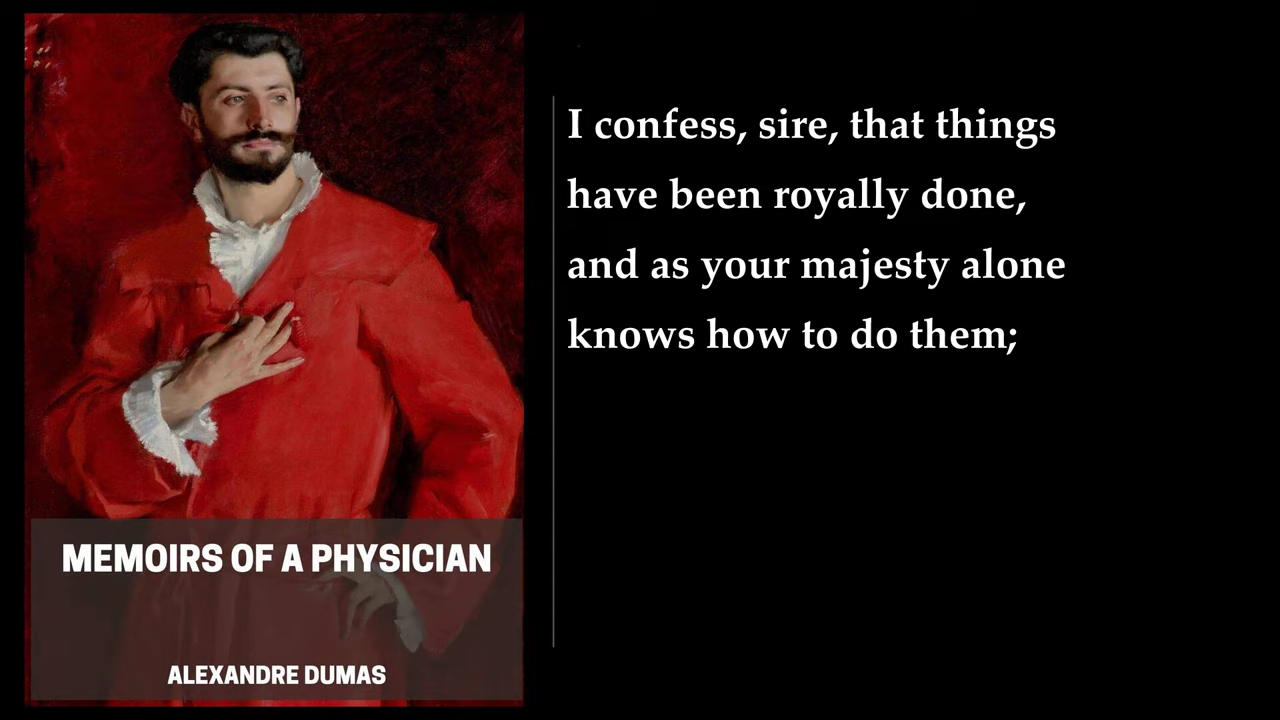 I confess, sire, that things
have been royally done,
and as your majesty alone
knows how to do them;
MEMOIRS OF A PHYSICIAN
ALEXANDRE DUMAS